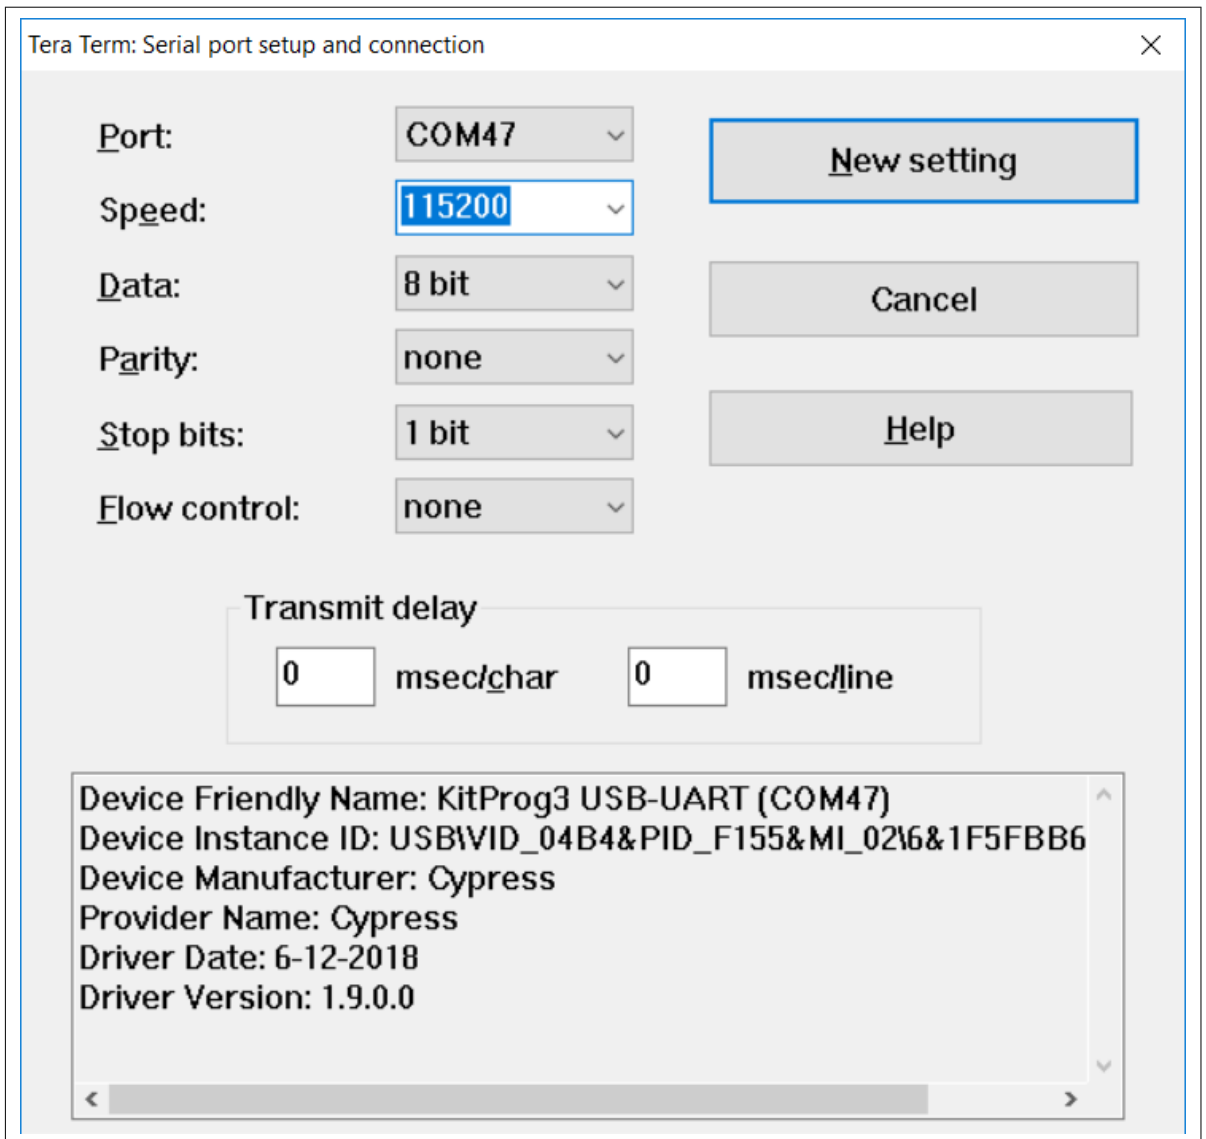 Tera Term: Serial port setup and connection
Port: COM47
New setting
Speed: 115200
Data: 8 bit
Cancel
Parity: none
Stop bits: 1 bit
Help
Flow control: none
Transmit delay
0 msec/char 0 msec/line
Device Friendly Name: KitProg3 USB-UART (COM47)
Device Instance ID: USB\VID_04B4&PID_F155&MI_02\6&1F5FBB6
Device Manufacturer: Cypress
Provider Name: Cypress
Driver Date: 6-12-2018
Driver Version: 1.9.0.0